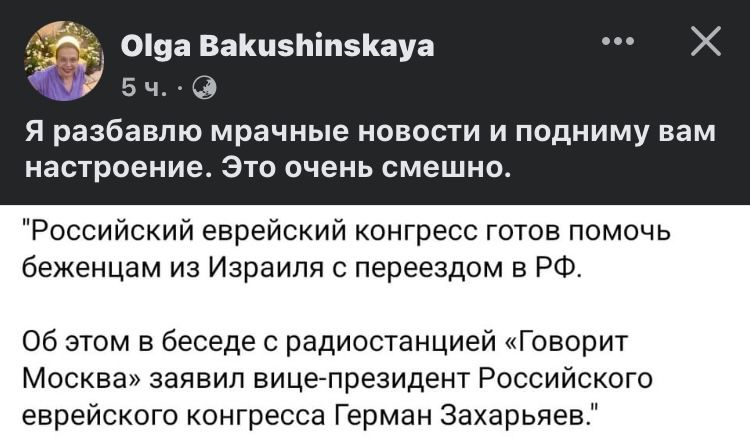 Olga Bakushinskaya
5 ч. ·
Я разбавлю мрачные новости и подниму вам
настроение. Это очень смешно.
"Российский еврейский конгресс готов помочь
беженцам из Израиля с переездом в РФ.
Об этом в беседе с радиостанцией «Говорит
Москва» заявил вице-президент Российского
еврейского конгресса Герман Захарьяев."